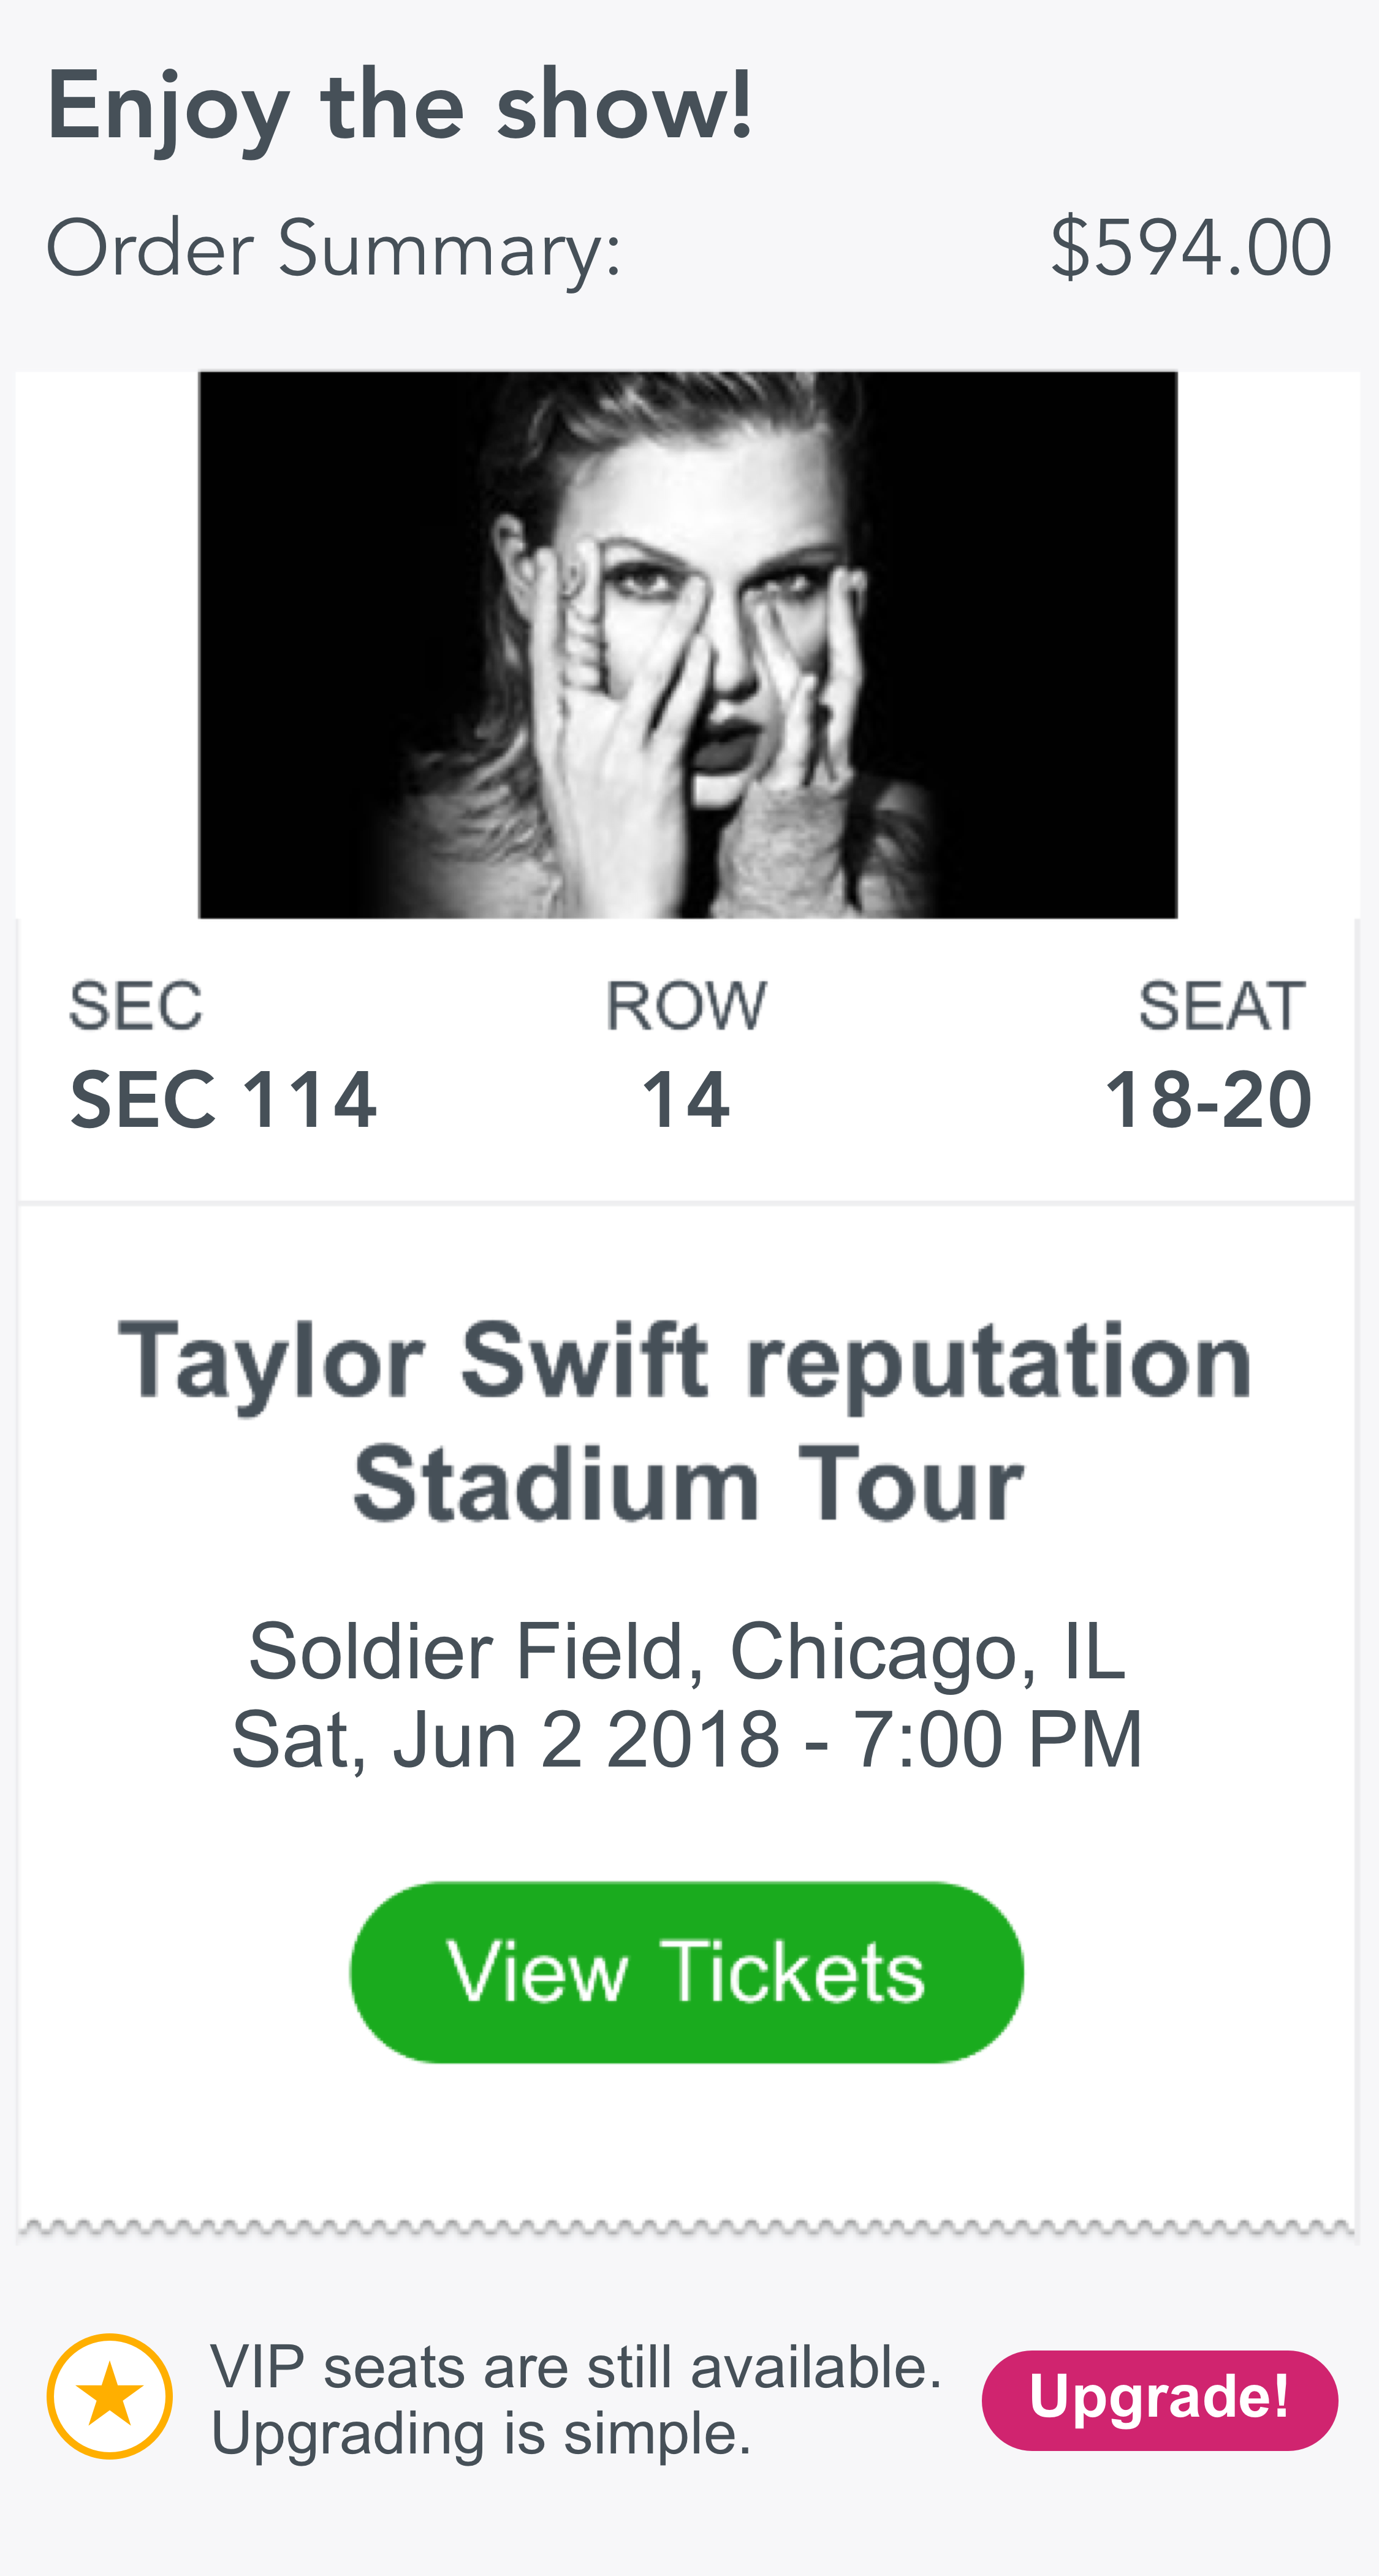 Enjoy the show!
Order Summary: $594.00
SEC ROW SEAT
SEC 114 14 18-20
Taylor Swift reputation
Stadium Tour
Soldier Field, Chicago, IL
Sat, Jun 2 2018 - 7:00 PM
View Tickets
VIP seats are still available.
Upgrading is simple.
Upgrade!